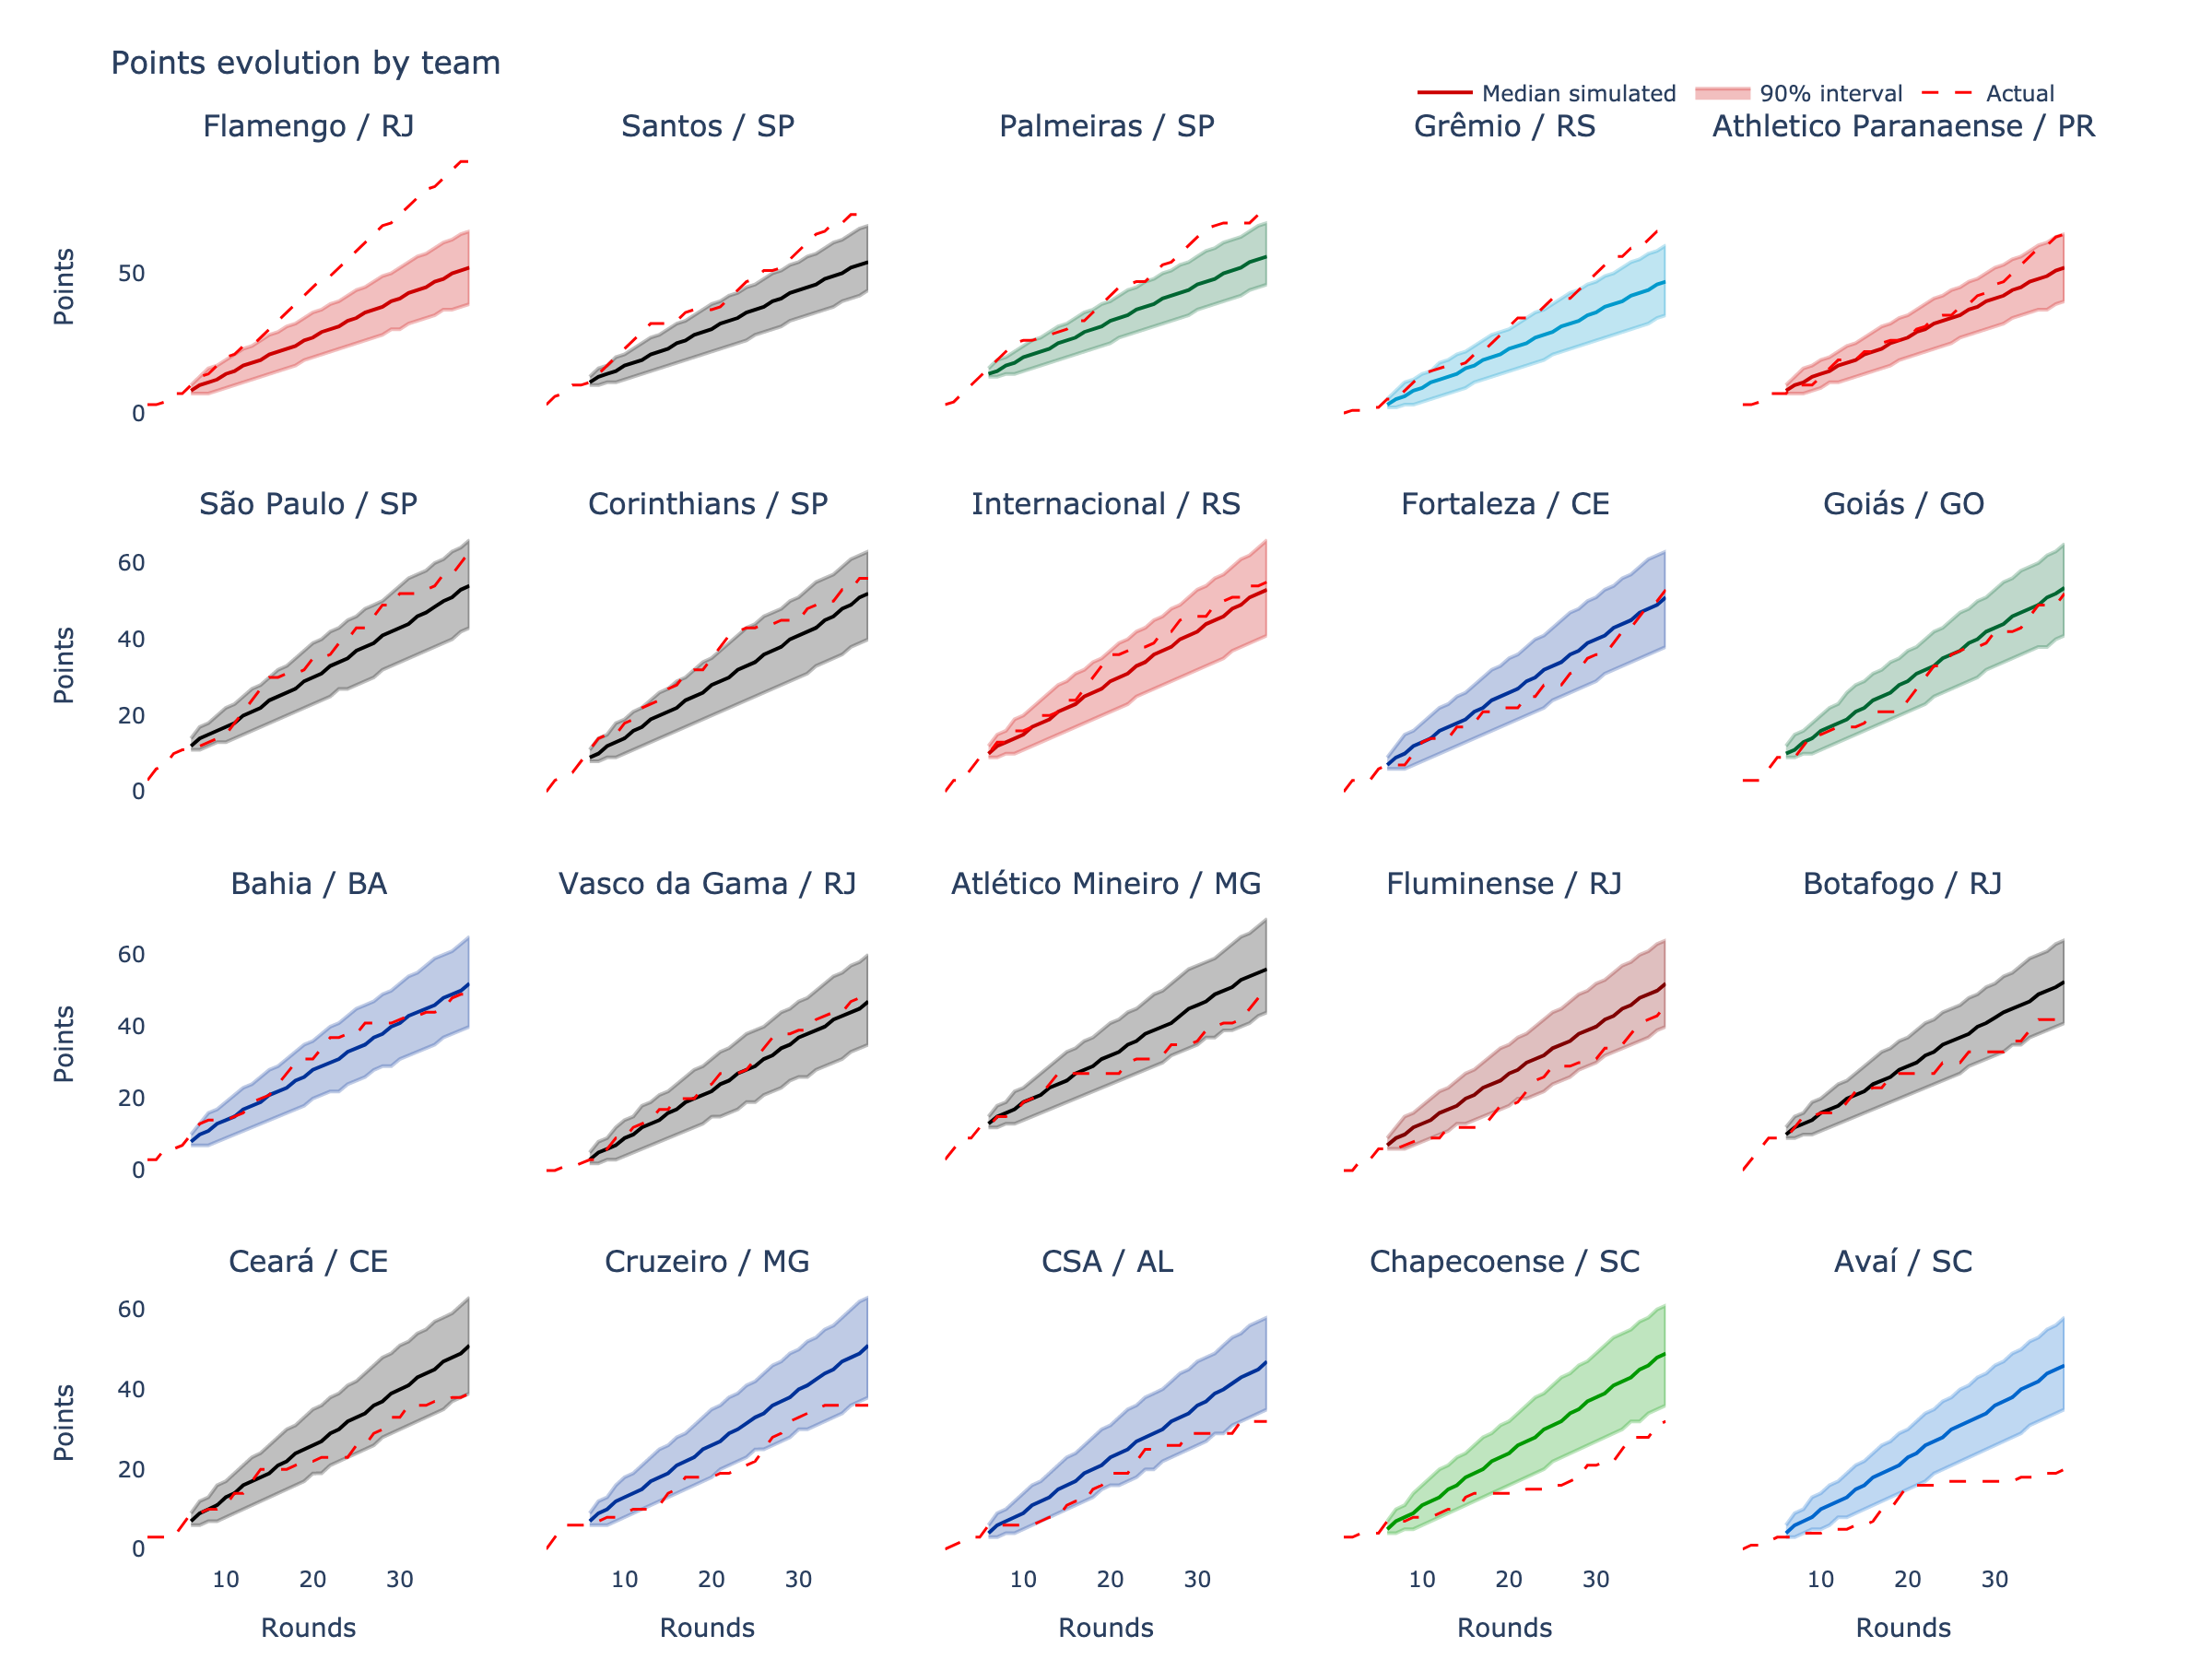 Points evolution by team
Median simulated 90% interval Actual
Flamengo / RJ Santos / SP Palmeiras / SP Grêmio / RS Athletico Paranaense / PR
Points
50
0
São Paulo / SP Corinthians / SP Internacional / RS Fortaleza / CE Goiás / GO
Points
60
40
20
0
Bahia / BA Vasco da Gama / RJ Atlético Mineiro / MG Fluminense / RJ Botafogo / RJ
Points
60
40
20
0
Ceará / CE Cruzeiro / MG CSA / AL Chapecoense / SC Avaí / SC
Points
60
40
20
0
10 20 30 10 20 30 10 20 30 10 20 30 10 20 30
Rounds Rounds Rounds Rounds Rounds